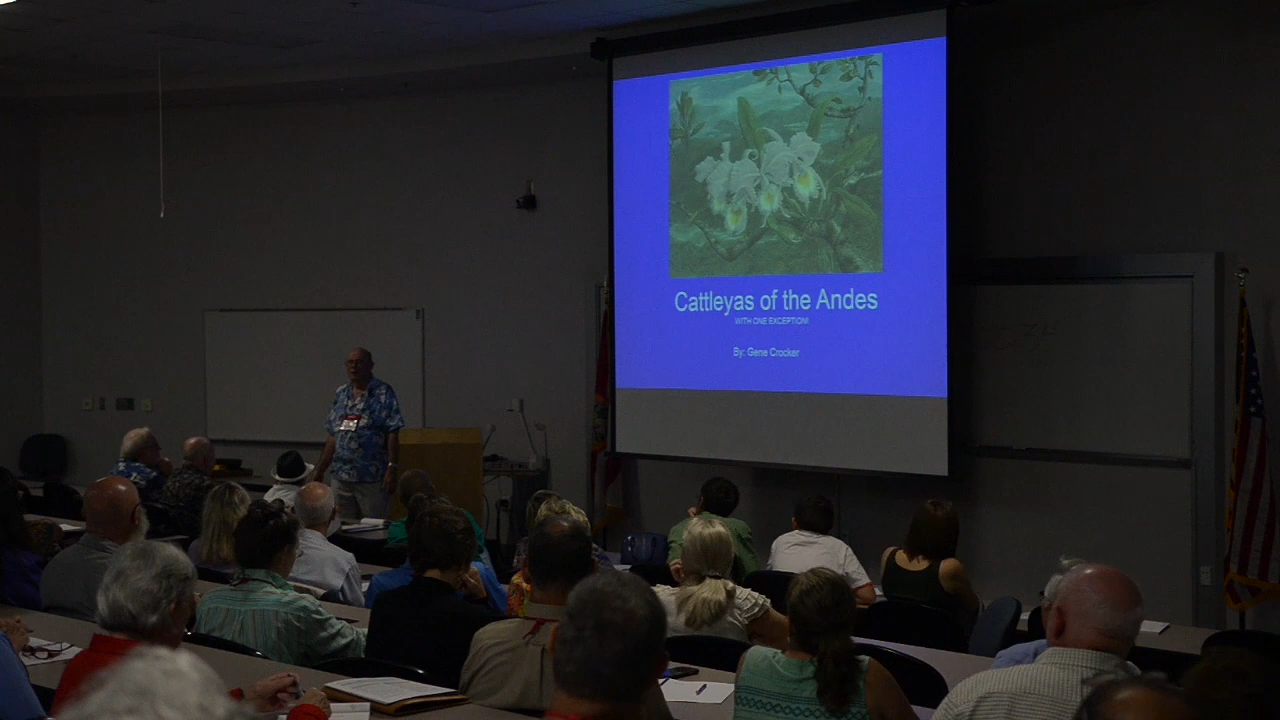 Cattleyas of the Andes
WITH ONE EXCEPTION!
By: Gene Crocker